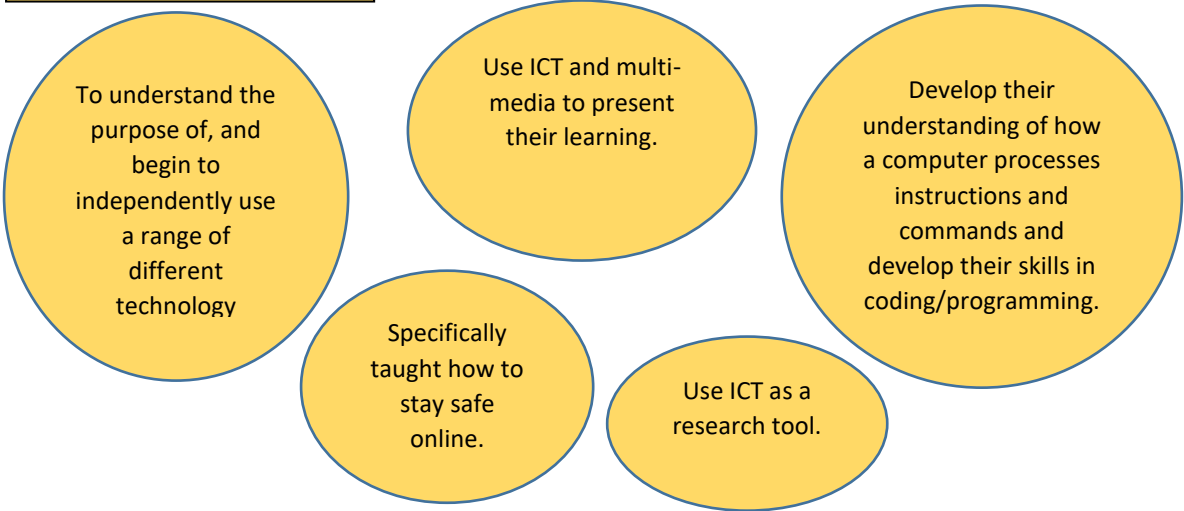 To understand the
purpose of, and
begin to
independently use
a range of
different
technology
Use ICT and multi-
media to present
their learning.
Develop their
understanding of how
a computer processes
instructions and
commands and
develop their skills in
coding/programming.
Specifically
taught how to
stay safe
online.
Use ICT as a
research tool.